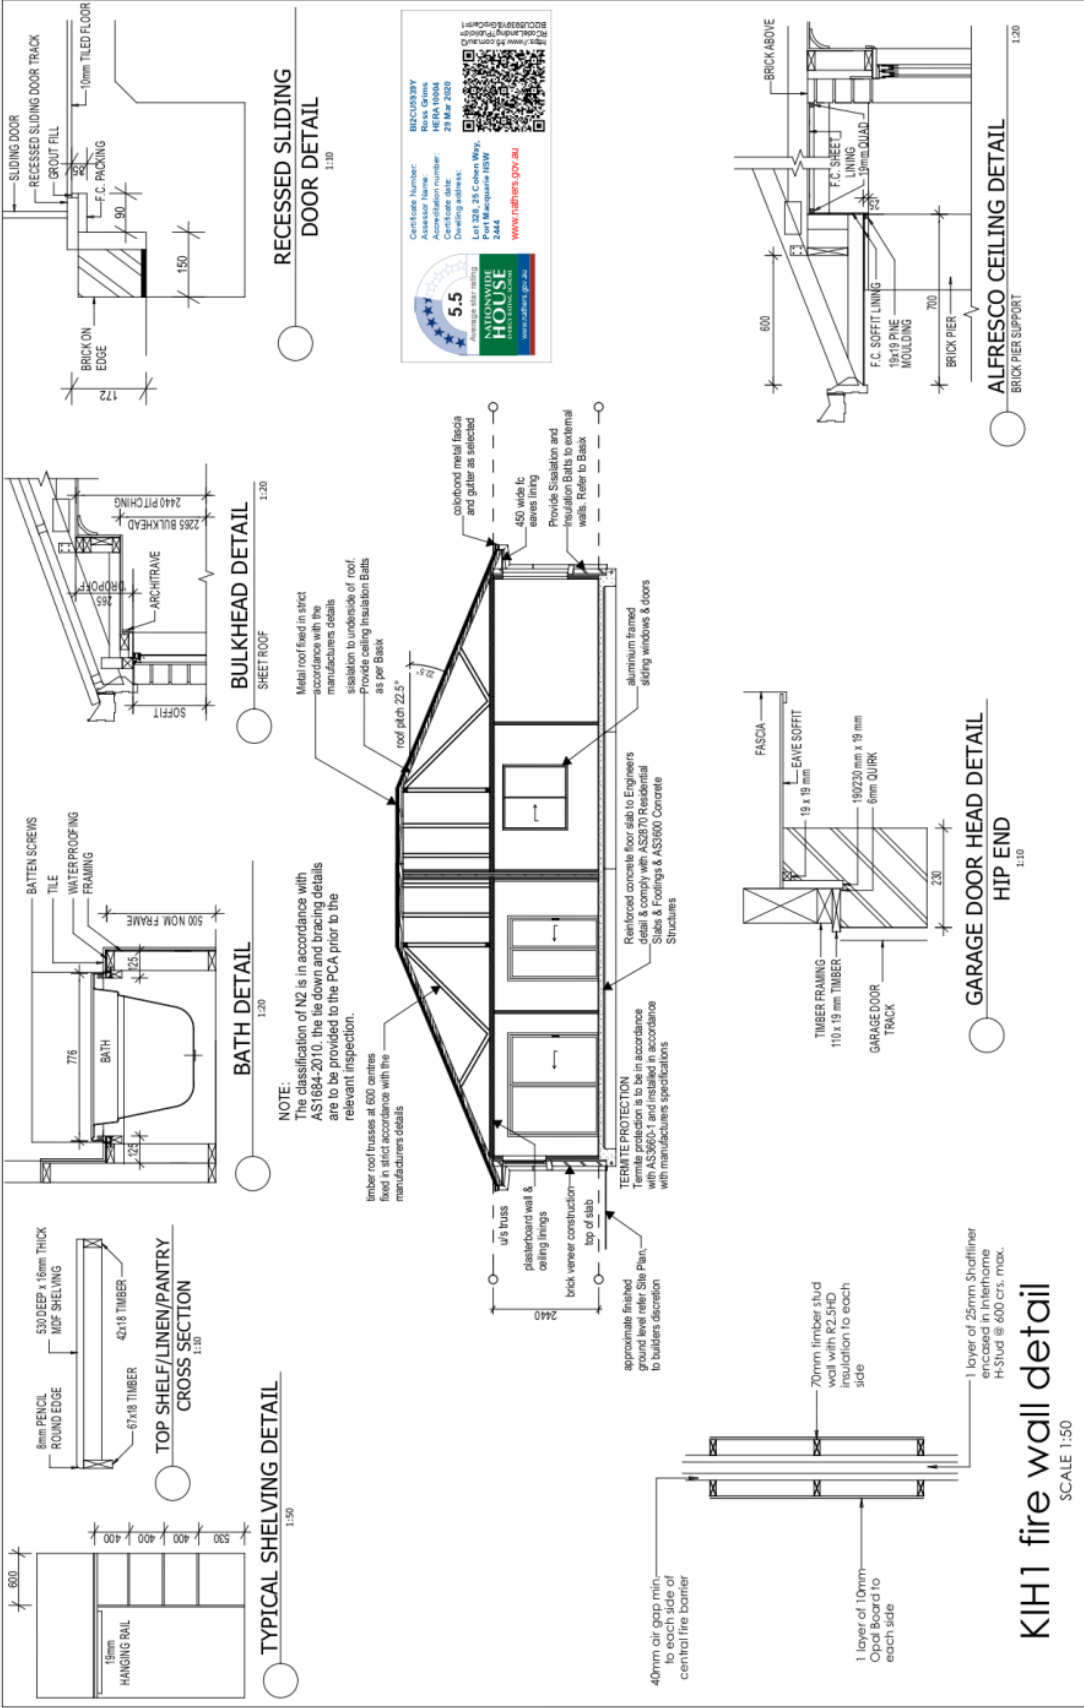 600
19mm
HANGING RAIL
400
400
400
530
TYPICAL SHELVING DETAIL
1:50
8mm PENCIL
ROUND EDGE
530 DEEP x 16mm THICK
MDF SHELVING
67x18 TIMBER
42x18 TIMBER
TOP SHELF/LINEN/PANTRY
CROSS SECTION
1:10
BATTEN SCREWS
TILE
WATERPROOFING
FRAMING
776
BATH
125
125
500 NOM. FRAME
BATH DETAIL
1:20
SOFFIT
265
'DROPOFF'
ARCHITRAVE
2265 BULKHEAD
2440 PITCHING
BULKHEAD DETAIL
SHEET ROOF
1:20
SLIDING DOOR
RECESSED SLIDING DOOR TRACK
GROUT FILL
10mm TILED FLOOR
F.C. PACKING
90
150
BRICK ON
EDGE
172
RECESSED SLIDING
DOOR DETAIL
1:10
NOTE:
The classification of N2 is in accordance with
AS1684-2010. the tie down and bracing details
are to be provided to the PCA prior to the
relevant inspection.
timber roof trusses at 600 centres
fixed in strict accordance with the
manufacturers details
Metal roof fixed in strict
accordance with the
manufacturers details
sisalation to underside of roof.
Provide ceiling Insulation Batts
as per Basix
roof pitch 22.5°
22.5°
colorbond metal fascia
and gutter as selected
450 wide fc
eaves lining
Provide Sisalation and
Insulation Batts to external
walls. Refer to Basix
u/s truss
plasterboard wall &
ceiling linings
brick veneer construction
top of slab
2440
approximate finished
ground level refer Site Plan,
to builders discretion
TERMITE PROTECTION
Termite protection is to be in accordance
with AS3660-1 and installed in accordance
with manufacturers specifications
Reinforced concrete floor slab to Engineers
detail & comply with AS2870 Residential
Slabs & Footings & AS3600 Concrete
Structures
aluminium framed
sliding windows & doors
5.5
Average star rating
NATIONWIDE
HOUSE
ENERGY RATING SCHEME
www.nathers.gov.au
Certificate Number:
BI2CU5939Y
Assessor Name:
Ross Grims
Accreditation number:
HERA10004
Certificate date:
29 Mar 2020
Dwelling address:
Lot 328, 25 Cohen Way,
Port Macquarie NSW
2444
www.nathers.gov.au
40mm air gap min.
to each side of
central fire barrier
1 layer of 10mm
Opal Board to
each side
70mm timber stud
wall with R2.5HD
insulation to each
side
1 layer of 25mm Shaftliner
encased in Interhome
H-Stud @ 600 crs. max.
KIH1 fire wall detail
SCALE 1:50
FASCIA
EAVE SOFFIT
19 x 19 mm
190/230 mm x 19 mm
6mm QUIRK
TIMBER FRAMING
110 x 19 mm TIMBER
GARAGE DOOR
TRACK
230
GARAGE DOOR HEAD DETAIL
HIP END
1:10
BRICK ABOVE
F.C. SHEET
LINING
19mm QUAD
600
F.C. SOFFIT LINING
19x19 PINE
MOULDING
700
BRICK PIER
ALFRESCO CEILING DETAIL
BRICK PIER SUPPORT
1:20